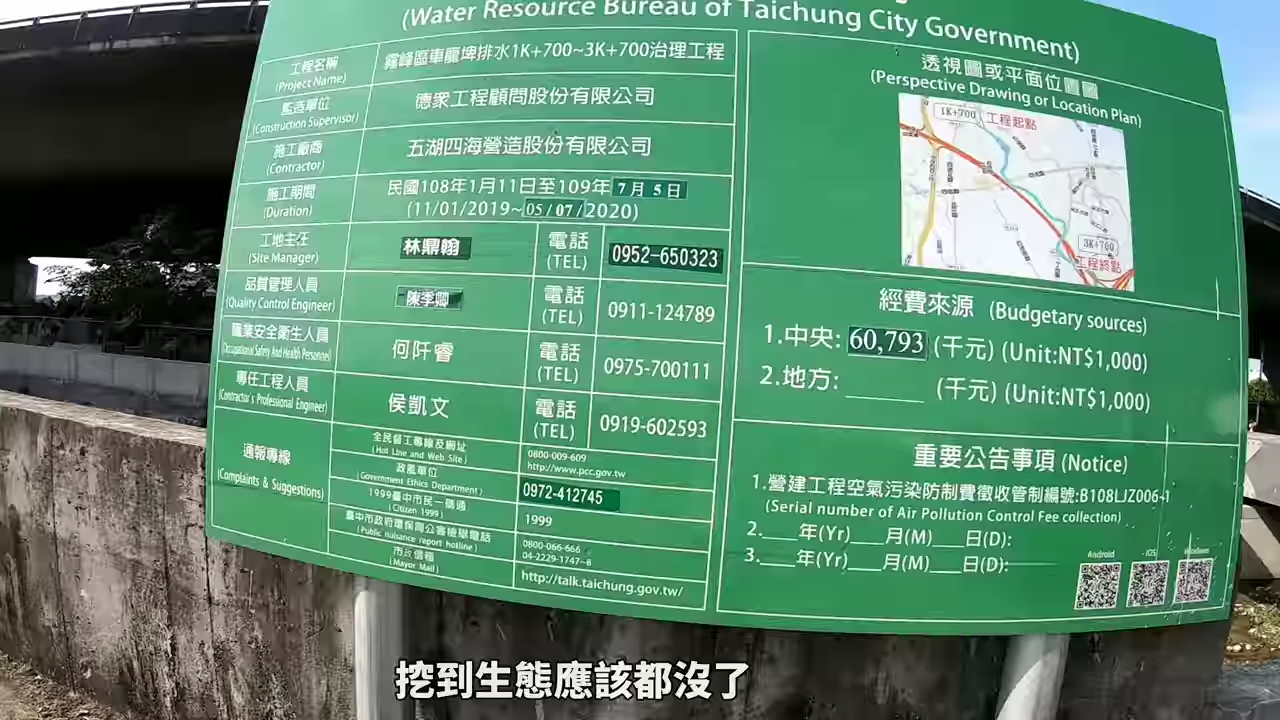 (Water Resource Bureau of Taichung City Government)
工程名稱
(Project Name)
霧峰區車籠埤排水1K+700~3K+700治理工程
監造單位
(Construction Supervisor)
德眾工程顧問股份有限公司
施工廠商
(Contractor)
五湖四海營造股份有限公司
施工期間
(Duration)
民國108年1月11日至109年7月5日
(11/01/2019~05/07/2020)
工地主任
(Site Manager)
林鼎翰
電話
(TEL)
0952-650323
品質管理人員
(Quality Control Engineer)
陳季卿
電話
(TEL)
0911-124789
職業安全衛生人員
(Occupational Safety And Health Personnel)
何阡睿
電話
(TEL)
0975-700111
專任工程人員
(Contractor's Professional Engineer)
侯凱文
電話
(TEL)
0919-602593
通報專線
(Complaints & Suggestions)
全民督工專線及網址
(Hot Line and Web Site)
0800-009-609
http://www.pcc.gov.tw
政風單位
(Government Ethics Department)
0972-412745
1999臺中市民一碼通
(Citizen 1999)
1999
臺中市政府環保局公害檢舉電話
(Public nuisance report hotline)
0800-066-666
04-2229-1747~8
市政信箱
(Mayor Mail)
http://talk.taichung.gov.tw/
透視圖或平面位置圖
(Perspective Drawing or Location Plan)
1K+700
工程起點
3K+700
工程終點
經費來源 (Budgetary sources)
1.中央: 60,793 (千元) (Unit:NT$1,000)
2.地方: ______ (千元) (Unit:NT$1,000)
重要公告事項 (Notice)
1.營建工程空氣污染防制費徵收管制編號:B108LJZ006-1
(Serial number of Air Pollution Control Fee collection)
2.___年(Yr)___月(M)___日(D):
3.___年(Yr)___月(M)___日(D):
Android
iOS
Windows
挖到生態應該都沒了